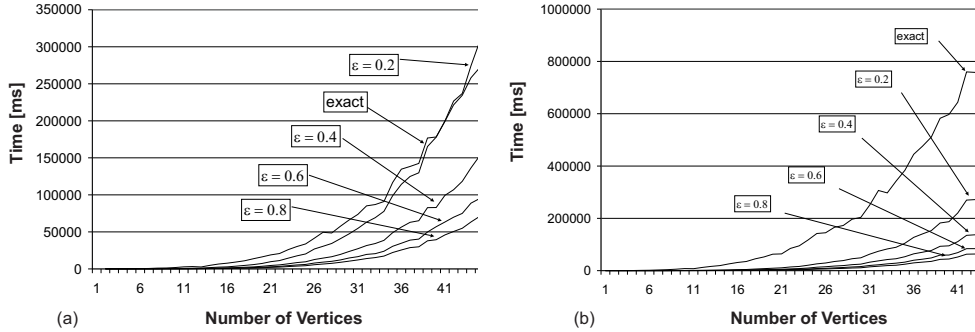 350000
300000
250000
200000
150000
100000
50000
0
Time [ms]
ε = 0.2
exact
ε = 0.4
ε = 0.6
ε = 0.8
1 6 11 16 21 26 31 36 41
(a) Number of Vertices
1000000
800000
600000
400000
200000
0
Time [ms]
exact
ε = 0.2
ε = 0.4
ε = 0.6
ε = 0.8
1 6 11 16 21 26 31 36 41
(b) Number of Vertices